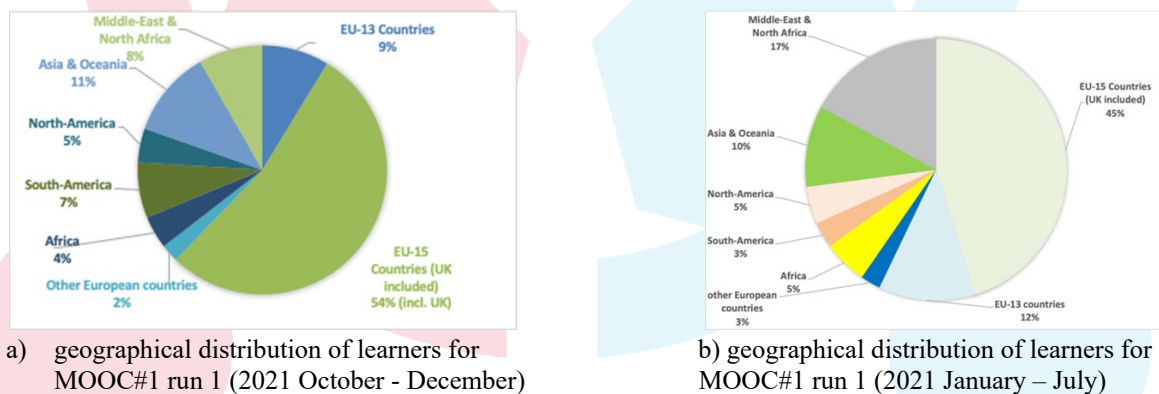 Middle-East &
North Africa
8%
EU-13 Countries
9%
Asia & Oceania
11%
North-America
5%
South-America
7%
Africa
4%
Other European countries
2%
EU-15
Countries (UK
included)
54% (incl. UK)
a) geographical distribution of learners for
MOOC#1 run 1 (2021 October - December)
Middle-East &
North Africa
17%
EU-15 Countries
(UK included)
45%
Asia & Oceania
10%
North-America
5%
South-America
3%
Africa
5%
other European
countries
3%
EU-13 countries
12%
b) geographical distribution of learners for
MOOC#1 run 1 (2021 January – July)